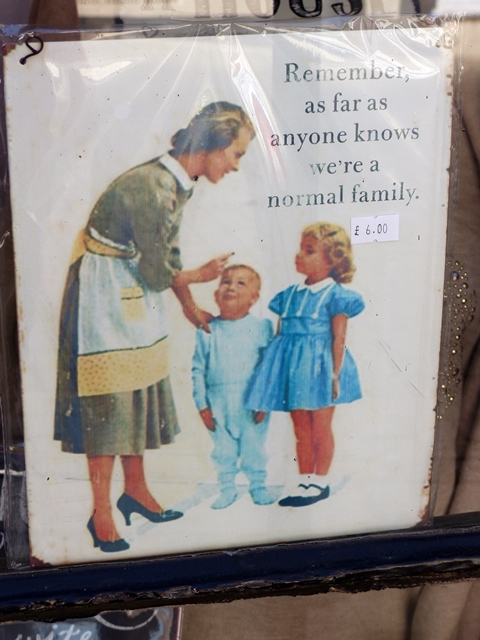 Remember,
as far as
anyone knows
we're a
normal family.
£ 6.00